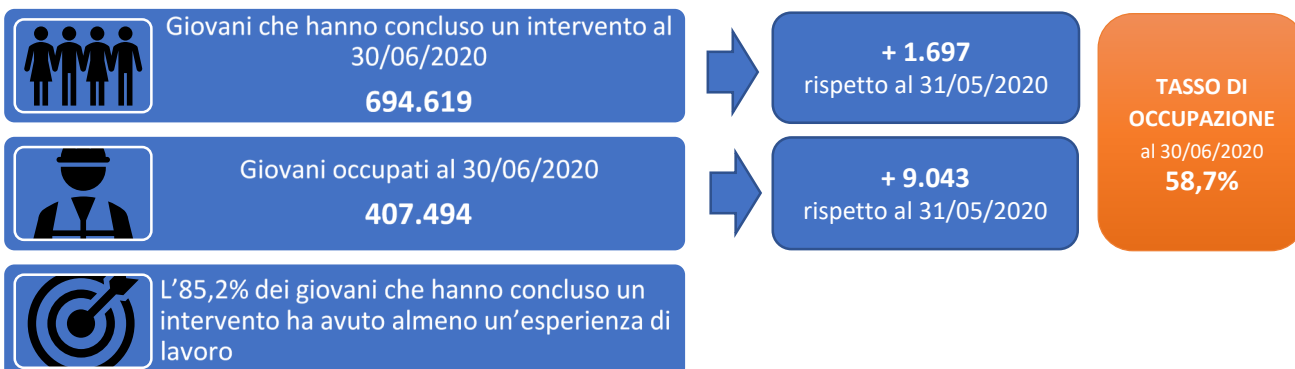 Giovani che hanno concluso un intervento al
30/06/2020
694.619
+ 1.697
rispetto al 31/05/2020
Giovani occupati al 30/06/2020
407.494
+ 9.043
rispetto al 31/05/2020
TASSO DI
OCCUPAZIONE
al 30/06/2020
58,7%
L’85,2% dei giovani che hanno concluso un
intervento ha avuto almeno un’esperienza di
lavoro